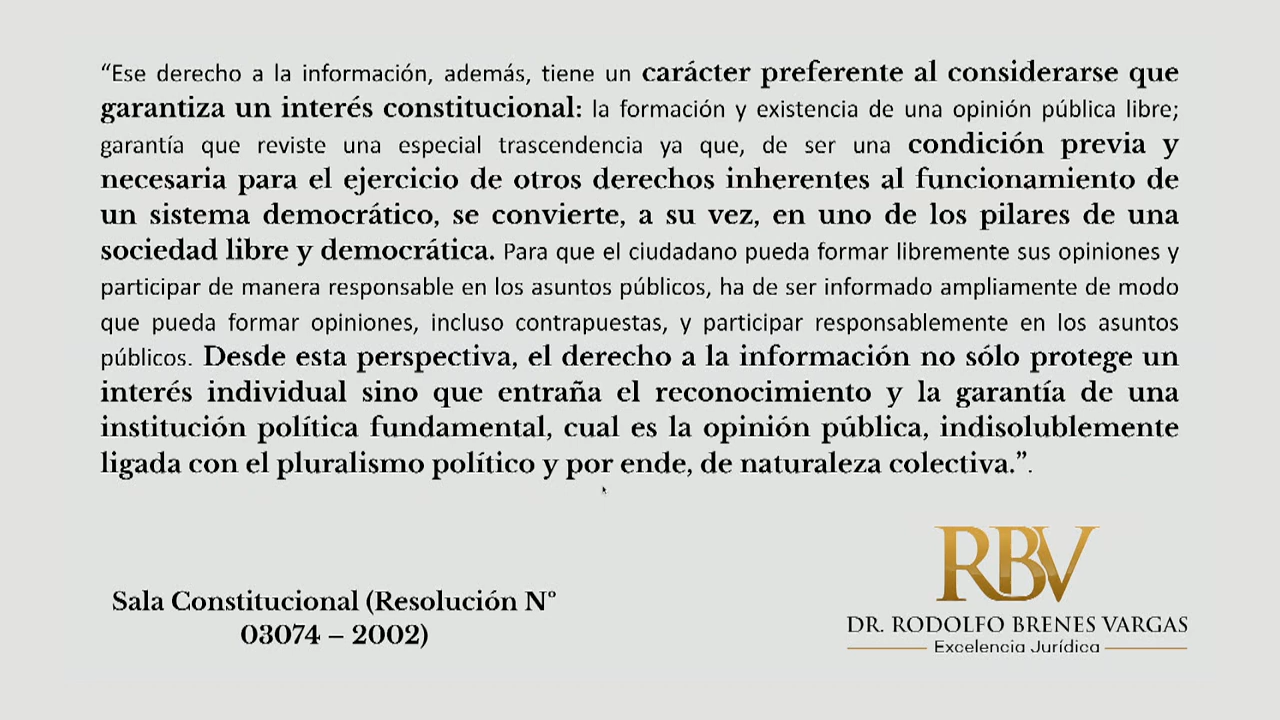 “Ese derecho a la información, además, tiene un carácter preferente al considerarse que
garantiza un interés constitucional: la formación y existencia de una opinión pública libre;
garantía que reviste una especial trascendencia ya que, de ser una condición previa y
necesaria para el ejercicio de otros derechos inherentes al funcionamiento de
un sistema democrático, se convierte, a su vez, en uno de los pilares de una
sociedad libre y democrática. Para que el ciudadano pueda formar libremente sus opiniones y
participar de manera responsable en los asuntos públicos, ha de ser informado ampliamente de modo
que pueda formar opiniones, incluso contrapuestas, y participar responsablemente en los asuntos
públicos. Desde esta perspectiva, el derecho a la información no sólo protege un
interés individual sino que entraña el reconocimiento y la garantía de una
institución política fundamental, cual es la opinión pública, indisolublemente
ligada con el pluralismo político y por ende, de naturaleza colectiva.”.
Sala Constitucional (Resolución Nº
03074 – 2002)
RBV
DR. RODOLFO BRENES VARGAS
Excelencia Jurídica